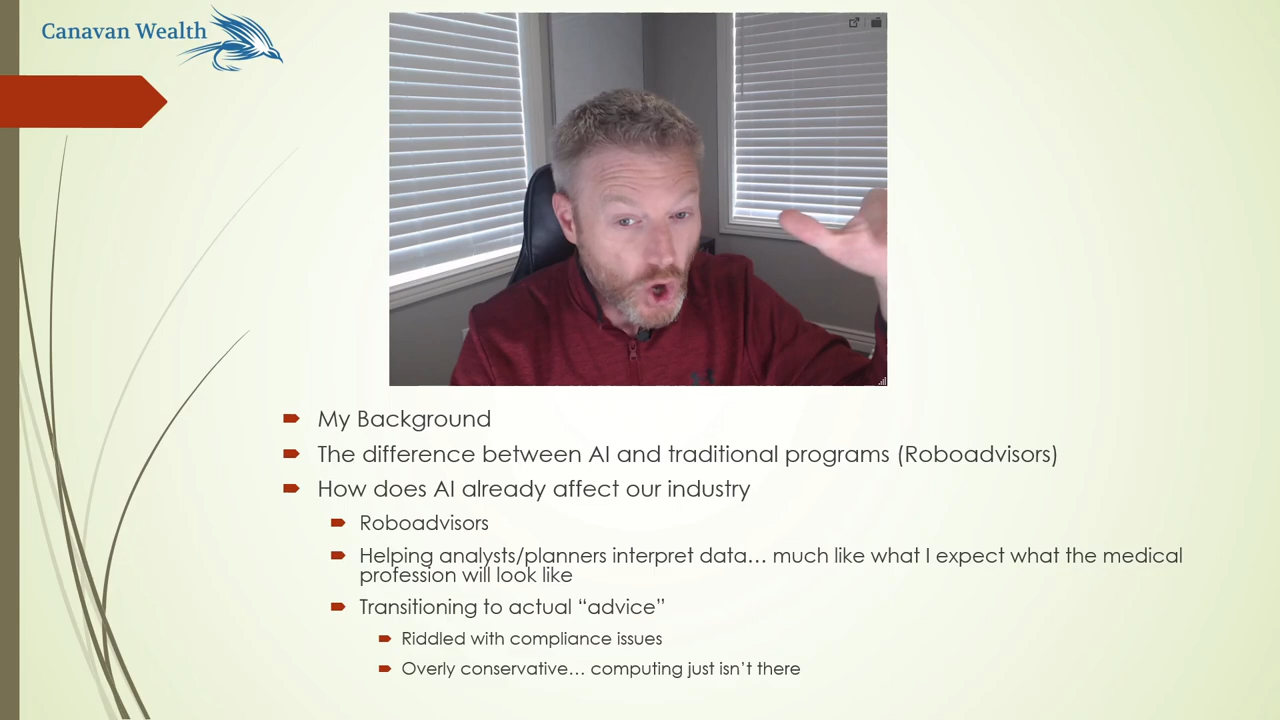 Canavan Wealth
My Background
The difference between AI and traditional programs (Roboadvisors)
How does AI already affect our industry
Roboadvisors
Helping analysts/planners interpret data… much like what I expect what the medical
profession will look like
Transitioning to actual “advice”
Riddled with compliance issues
Overly conservative… computing just isn’t there